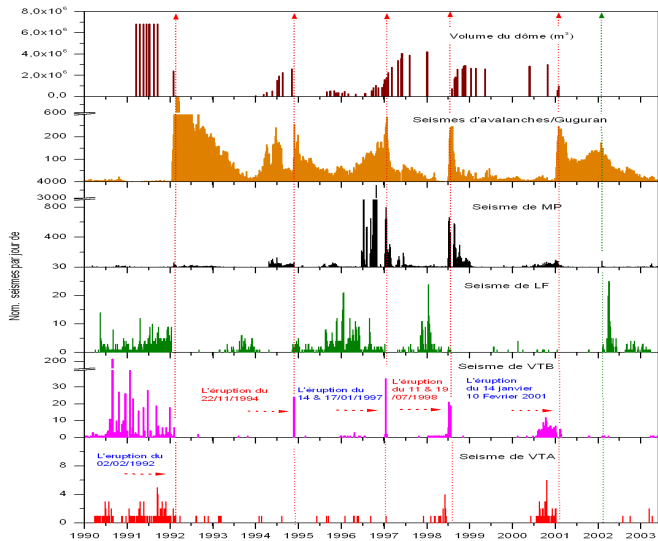 8,0x10⁶
6,0x10⁶
4,0x10⁶
2,0x10⁶
0,0
Volume du dôme (m³)
600
200
100
4000
Seismes d'avalanches/Guguran
3000
800
400
30
Seisme de MP
20
10
0
Seisme de LF
200
30
20
10
0
Seisme de VTB
L'éruption du
22/11/1994
L'éruption du
14 & 17/01/1997
L'éruption du 11 & 19
/07/1998
L'éruption
du 14 janvier
10 Fevrier 2001
8
4
0
Seisme de VTA
L'eruption du
02/02/1992
Nom. seismes par jour de
1990 1991 1992 1994 1995 1996 1997 1998 1999 2000 2002 2003